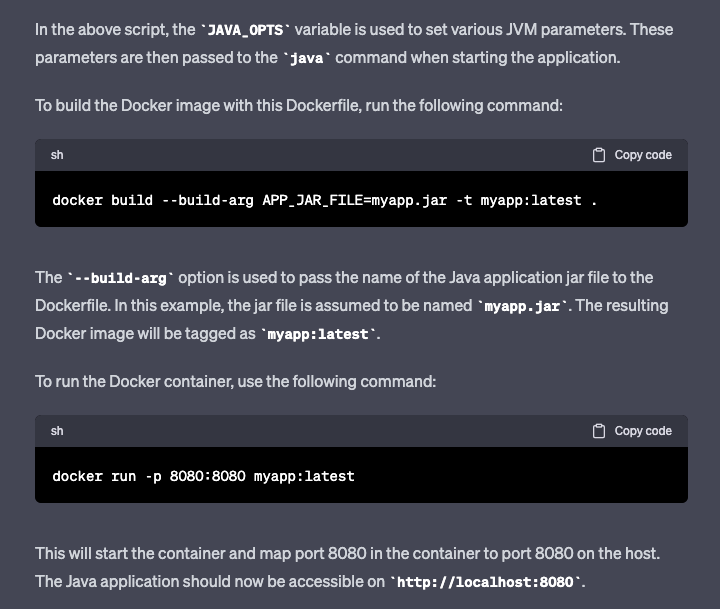 In the above script, the `JAVA_OPTS` variable is used to set various JVM parameters. These
parameters are then passed to the `java` command when starting the application.
To build the Docker image with this Dockerfile, run the following command:
sh Copy code
docker build --build-arg APP_JAR_FILE=myapp.jar -t myapp:latest .
The `--build-arg` option is used to pass the name of the Java application jar file to the
Dockerfile. In this example, the jar file is assumed to be named `myapp.jar`. The resulting
Docker image will be tagged as `myapp:latest`.
To run the Docker container, use the following command:
sh Copy code
docker run -p 8080:8080 myapp:latest
This will start the container and map port 8080 in the container to port 8080 on the host.
The Java application should now be accessible on `http://localhost:8080`.